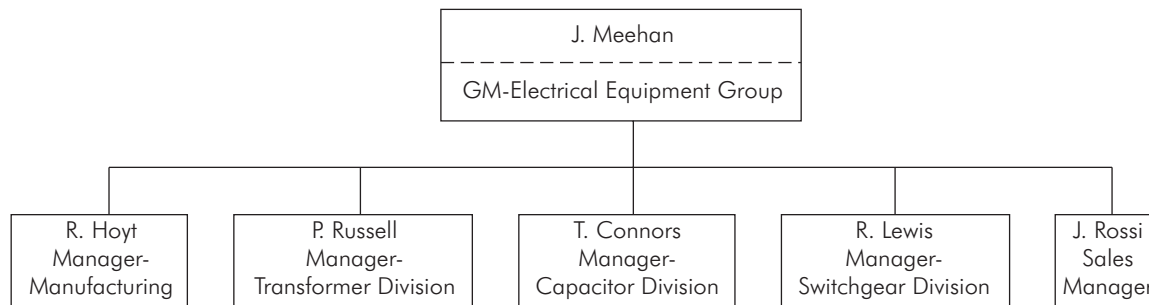 J. Meehan
GM-Electrical Equipment Group
R. Hoyt
Manager-
Manufacturing
P. Russell
Manager-
Transformer Division
T. Connors
Manager-
Capacitor Division
R. Lewis
Manager-
Switchgear Division
J. Rossi
Sales
Manager